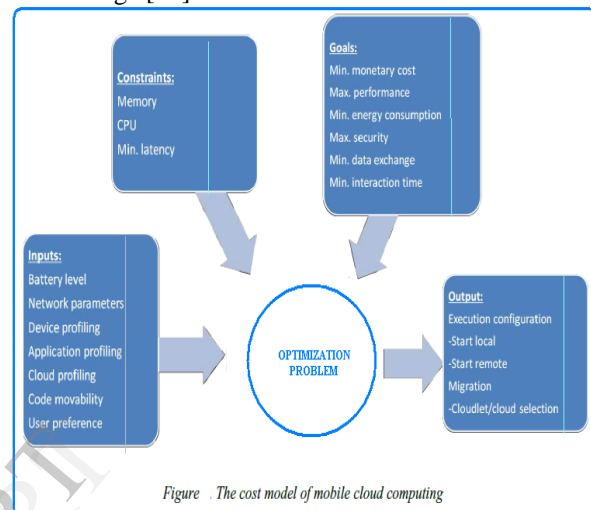 Constraints:
Memory
CPU
Min. latency
Goals:
Min. monetary cost
Max. performance
Min. energy consumption
Max. security
Min. data exchange
Min. interaction time
Inputs:
Battery level
Network parameters
Device profiling
Application profiling
Cloud profiling
Code movability
User preference
OPTIMIZATION
PROBLEM
Output:
Execution configuration
-Start local
-Start remote
Migration
-Cloudlet/cloud selection
Figure . The cost model of mobile cloud computing